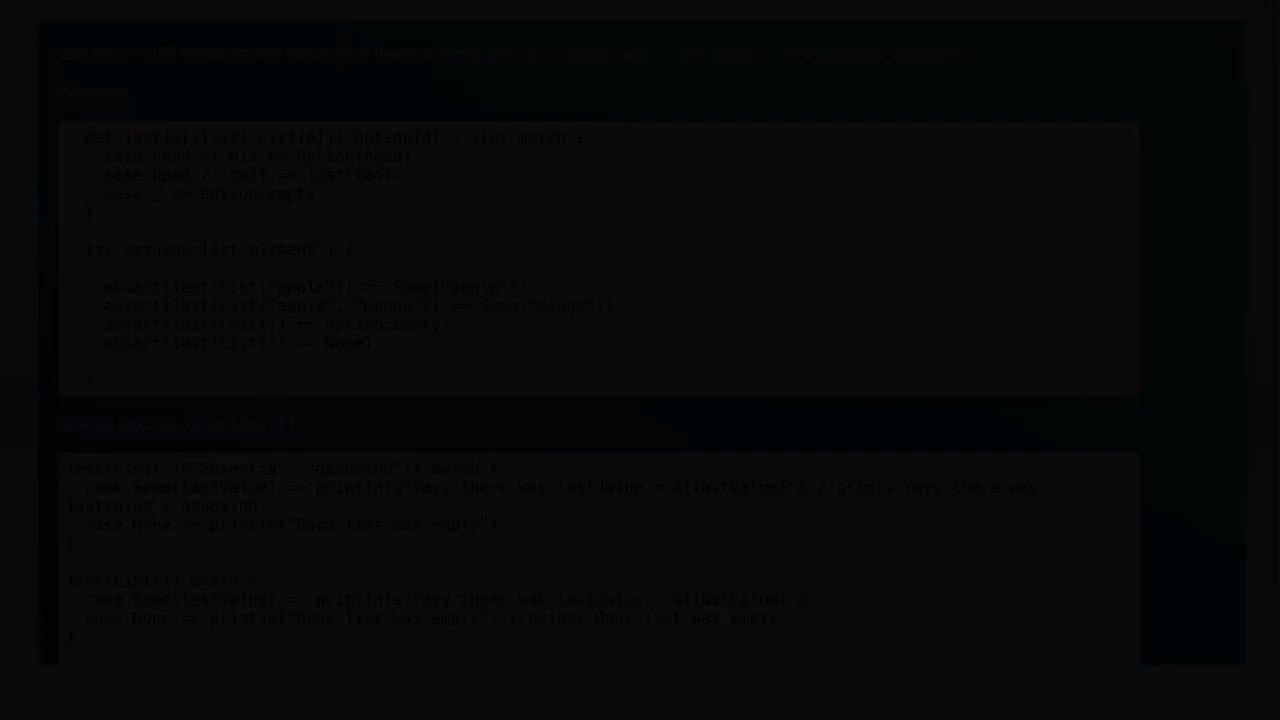 def last[A](list: List[A]): Option[A] = list match {
case head :: Nil => Option(head)
case head :: tail => last(tail)
case _ => Option.empty
}
it("returns last element") {
assert(last(List("apple")) == Some("apple"))
assert(last(List("apple", "mango")) == Some("mango"))
assert(last(List()) == Option.empty)
assert(last(List()) == None)
}
How to decode the option[T]?
last(List("In absentia", "deadwind")) match {
case Some(lastValue) => println(s"Yayy there was lastValue = ${lastValue}") //prints Yayy there was
lastValue = deadwind
case None => println("Oops list was empty")
}
last(List()) match {
case Some(lastValue) => println(s"Yayy there was lastValue = ${lastValue}")
case None => println("Oops list was empty") //prints Oops list was empty
}